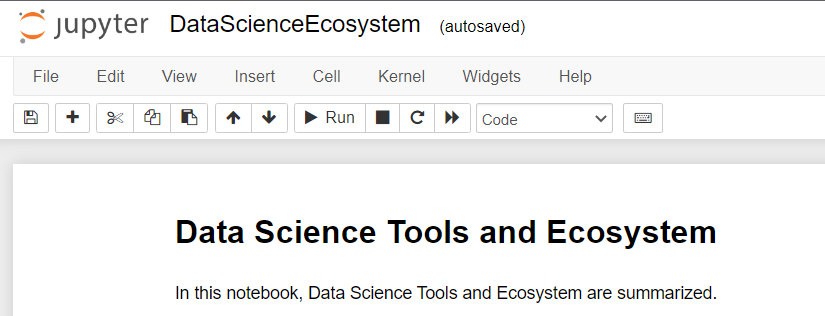 jupyter DataScienceEcosystem (autosaved)
File Edit View Insert Cell Kernel Widgets Help
Run Code
Data Science Tools and Ecosystem
In this notebook, Data Science Tools and Ecosystem are summarized.